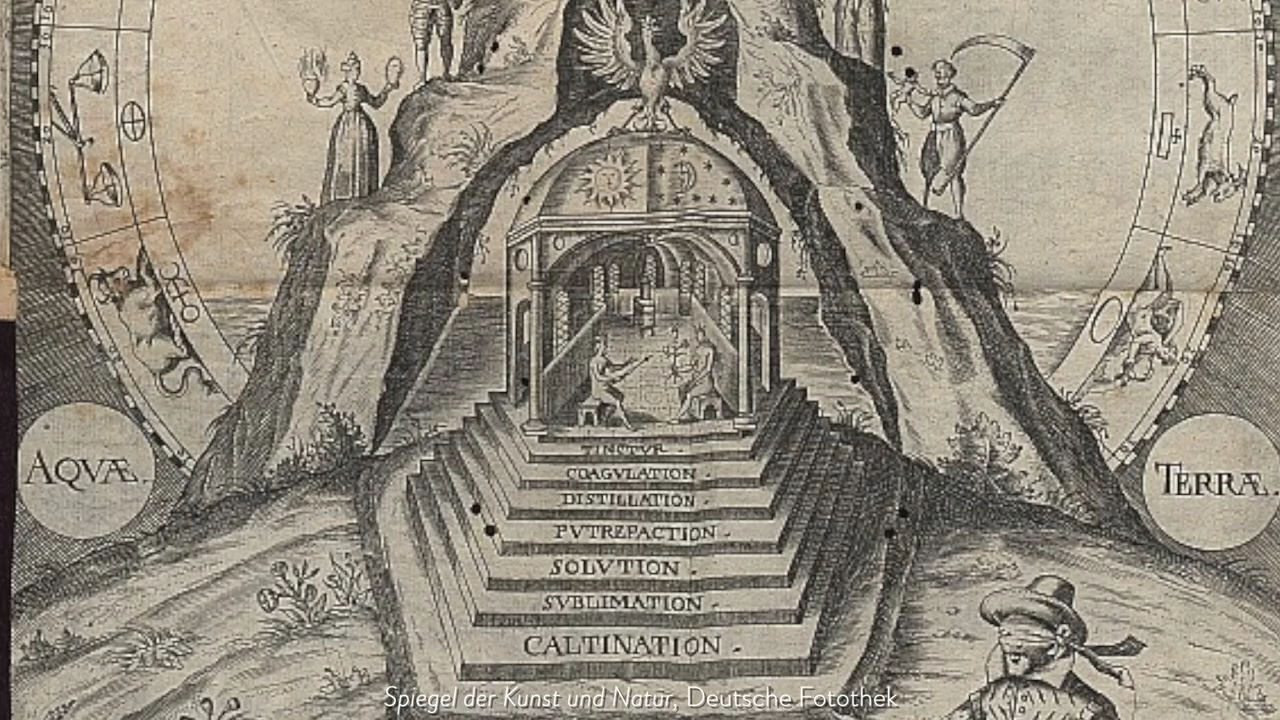 AQVÆ.
TERRÆ.
TINCTVR.
COAGVLATION.
DISTILLATION.
PVTREFACTION.
SOLVTION.
SVBLIMATION.
CALTINATION.
Spiegel der Kunst und Natur, Deutsche Fotothek